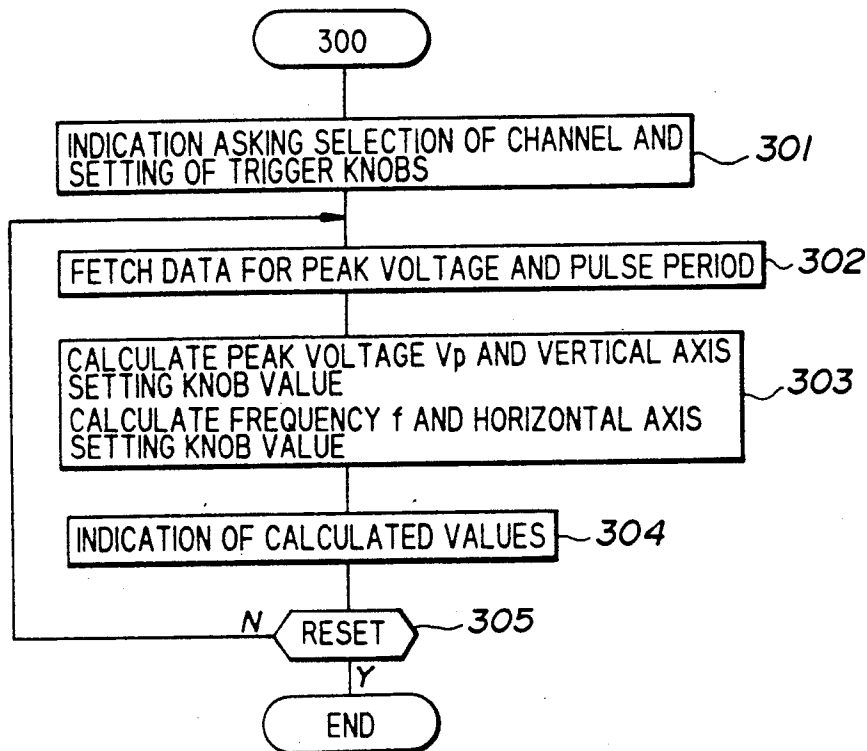 300
INDICATION ASKING SELECTION OF CHANNEL AND
SETTING OF TRIGGER KNOBS
301
FETCH DATA FOR PEAK VOLTAGE AND PULSE PERIOD
302
CALCULATE PEAK VOLTAGE Vp AND VERTICAL AXIS
SETTING KNOB VALUE
CALCULATE FREQUENCY f AND HORIZONTAL AXIS
SETTING KNOB VALUE
303
INDICATION OF CALCULATED VALUES
304
N
RESET
305
Y
END